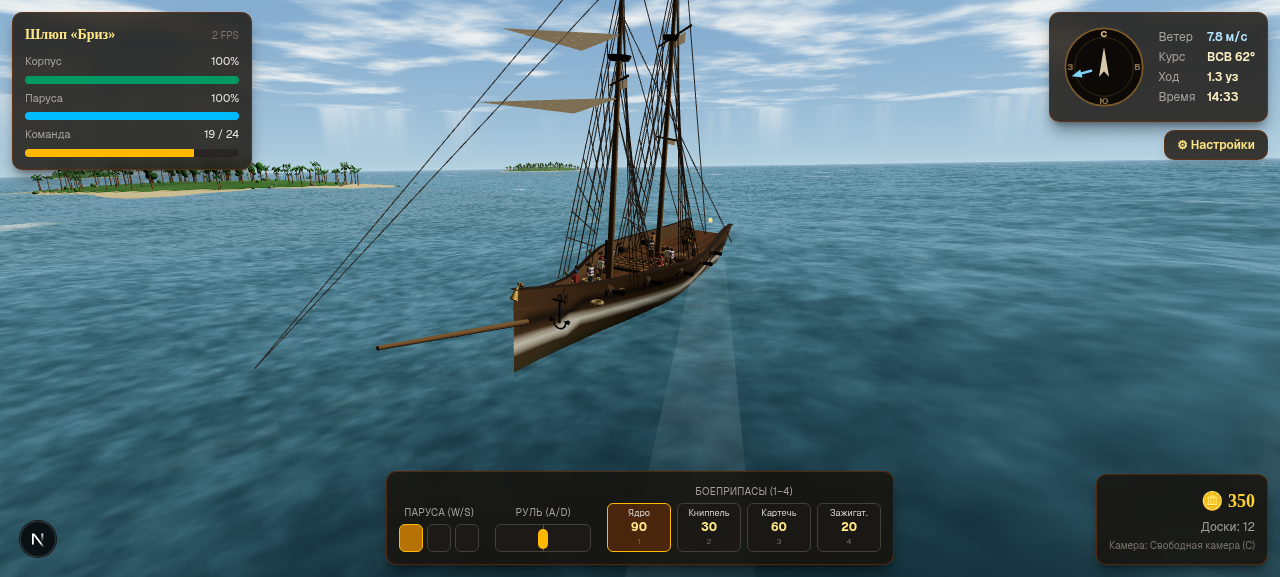 Шлюп «Бриз» 2 FPS
Корпус 100%
Паруса 100%
Команда 19 / 24
С
З В
Ю
Ветер 7.8 м/с
Курс ВСВ 62°
Ход 1.3 уз
Время 14:33
⚙ Настройки
БОЕПРИПАСЫ (1–4)
ПАРУСА (W/S) РУЛЬ (A/D)
Ядро Книппель Картечь Зажигат.
90 30 60 20
1 2 3 4
N
350
Доски: 12
Камера: Свободная камера (C)